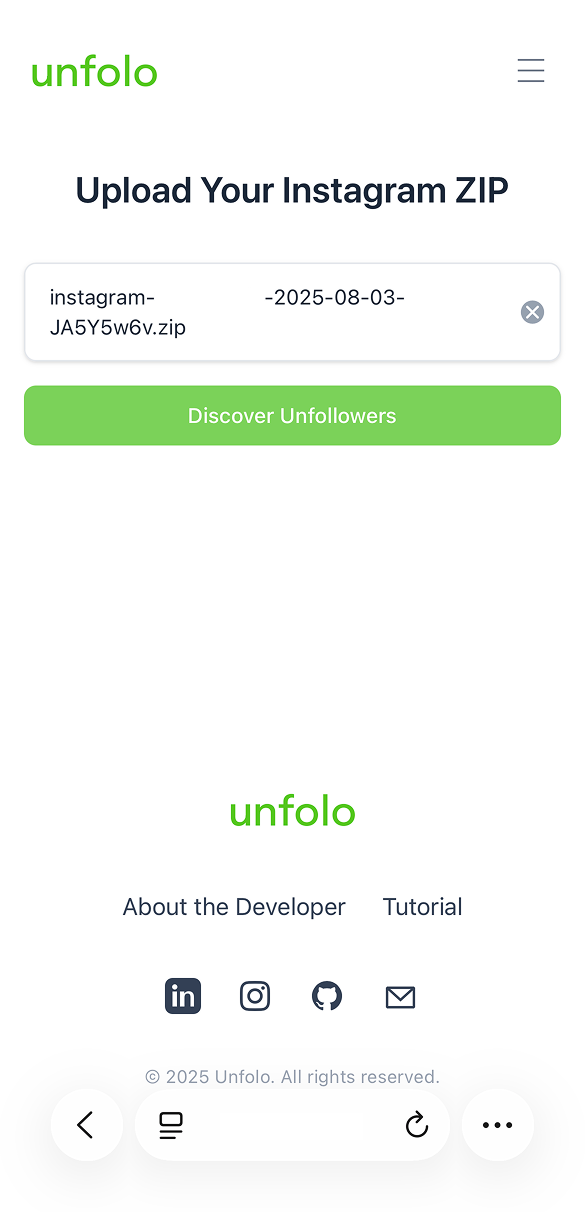 unfolo
Upload Your Instagram ZIP
instagram- -2025-08-03-
JA5Y5w6v.zip
Discover Unfollowers
unfolo
About the Developer Tutorial
in
© 2025 Unfolo. All rights reserved.